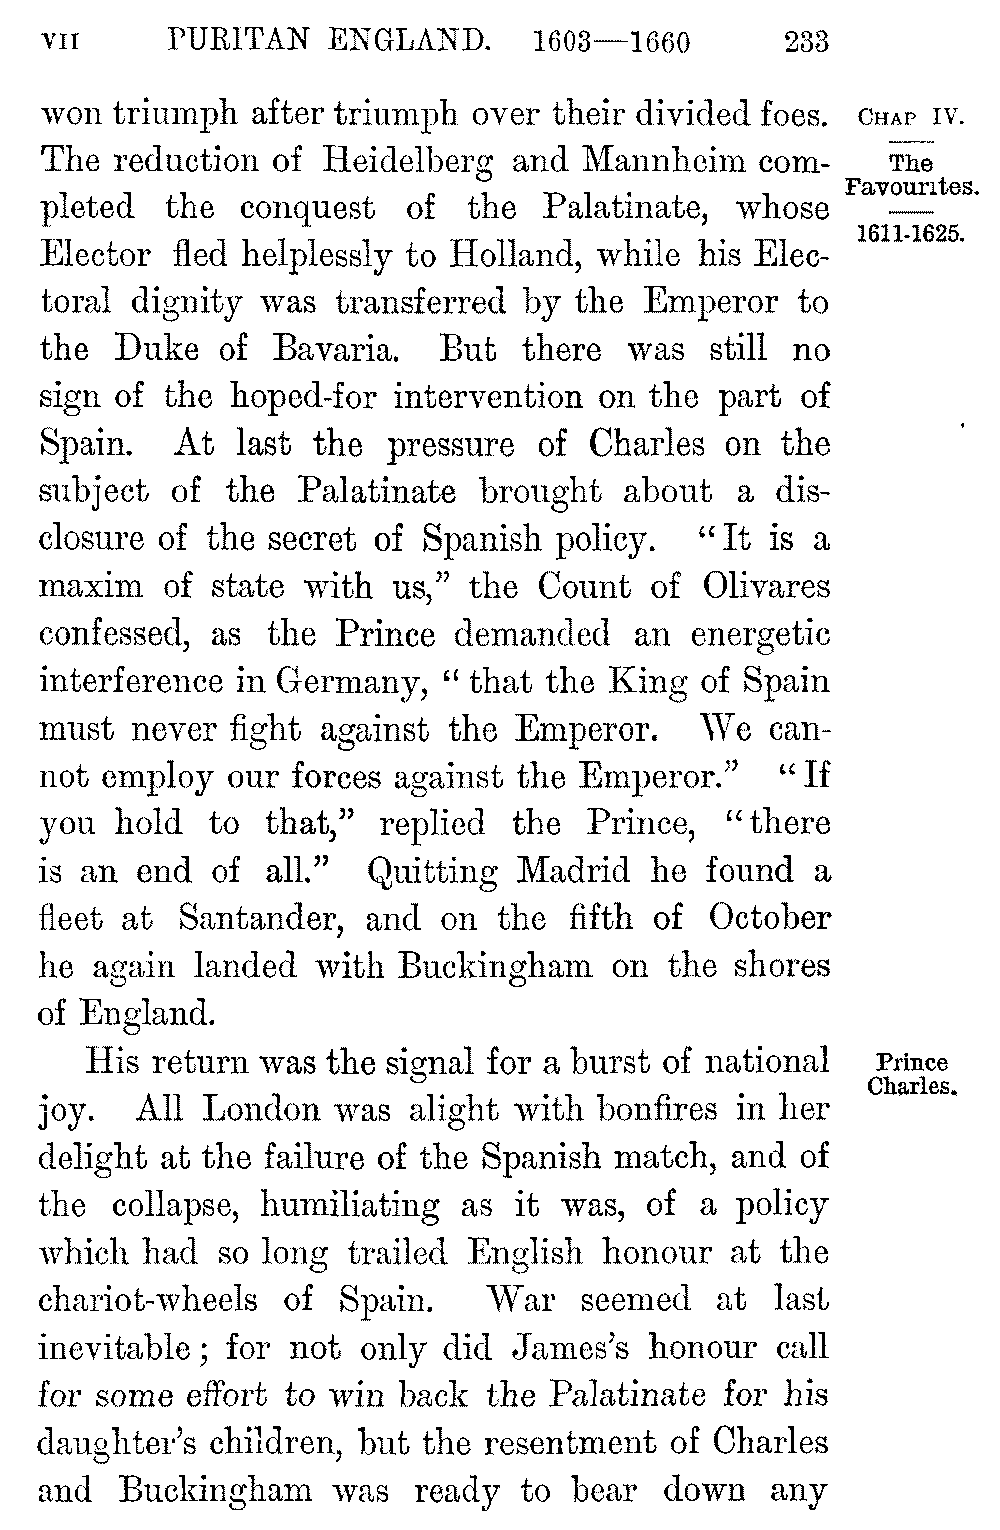 VII PURITAN ENGLAND. 1603—1660 233
won triumph after triumph over their divided foes.
The reduction of Heidelberg and Mannheim com-
pleted the conquest of the Palatinate, whose
Elector fled helplessly to Holland, while his Elec-
toral dignity was transferred by the Emperor to
the Duke of Bavaria. But there was still no
sign of the hoped-for intervention on the part of
Spain. At last the pressure of Charles on the
subject of the Palatinate brought about a dis-
closure of the secret of Spanish policy. "It is a
maxim of state with us," the Count of Olivares
confessed, as the Prince demanded an energetic
interference in Germany, "that the King of Spain
must never fight against the Emperor. We can-
not employ our forces against the Emperor." "If
you hold to that," replied the Prince, "there
is an end of all." Quitting Madrid he found a
fleet at Santander, and on the fifth of October
he again landed with Buckingham on the shores
of England.
His return was the signal for a burst of national
joy. All London was alight with bonfires in her
delight at the failure of the Spanish match, and of
the collapse, humiliating as it was, of a policy
which had so long trailed English honour at the
chariot-wheels of Spain. War seemed at last
inevitable; for not only did James's honour call
for some effort to win back the Palatinate for his
daughter's children, but the resentment of Charles
and Buckingham was ready to bear down any
CHAP IV.
The
Favourites.
1611-1625.
Prince
Charles.